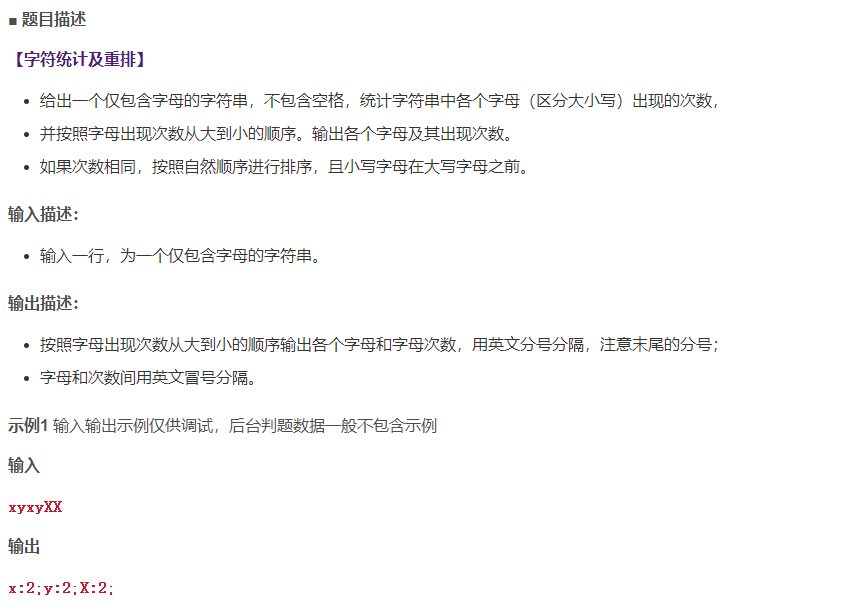 ■ 题目描述
【字符统计及重排】
• 给出一个仅包含字母的字符串，不包含空格，统计字符串中各个字母（区分大小写）出现的次数，
• 并按照字母出现次数从大到小的顺序。输出各个字母及其出现次数。
• 如果次数相同，按照自然顺序进行排序，且小写字母在大写字母之前。
输入描述：
• 输入一行，为一个仅包含字母的字符串。
输出描述：
• 按照字母出现次数从大到小的顺序输出各个字母和字母次数，用英文分号分隔，注意末尾的分号；
• 字母和次数间用英文冒号分隔。
示例1 输入输出示例仅供调试，后台判题数据一般不包含示例
输入
xyxyXX
输出
x:2;y:2;X:2;